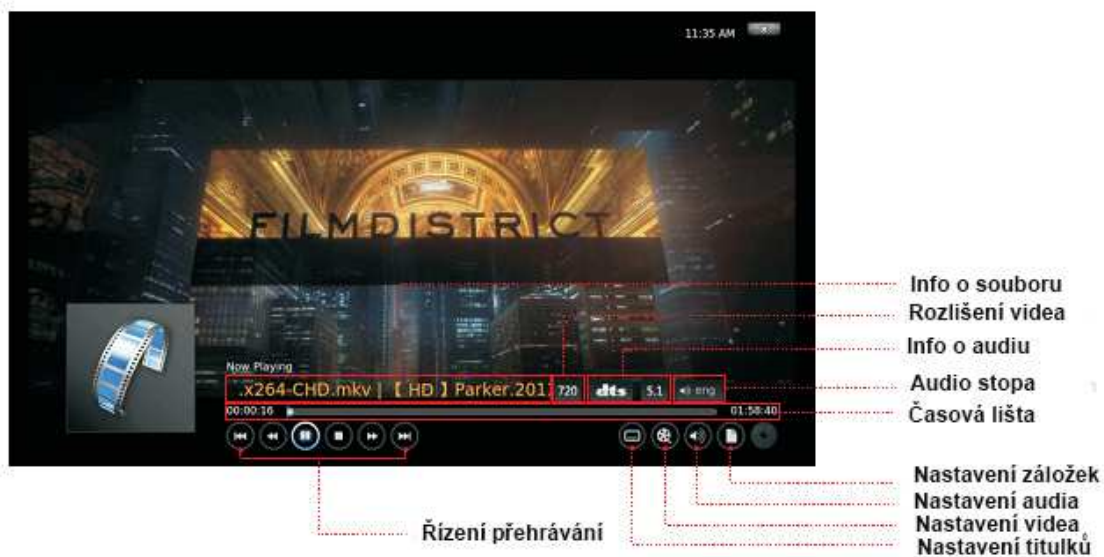 11:35 AM
FILMDISTRICT
Info o souboru
Rozlišení videa
Info o audiu
Now Playing
.x264-CHD.mkv | 【 HD 】 Parker.201
720
dts
5.1
eng
Audio stopa
00:00:16
01:58:40
Časová lišta
Nastavení záložek
Nastavení audia
Řízení přehrávání
Nastavení videa
Nastavení titulků